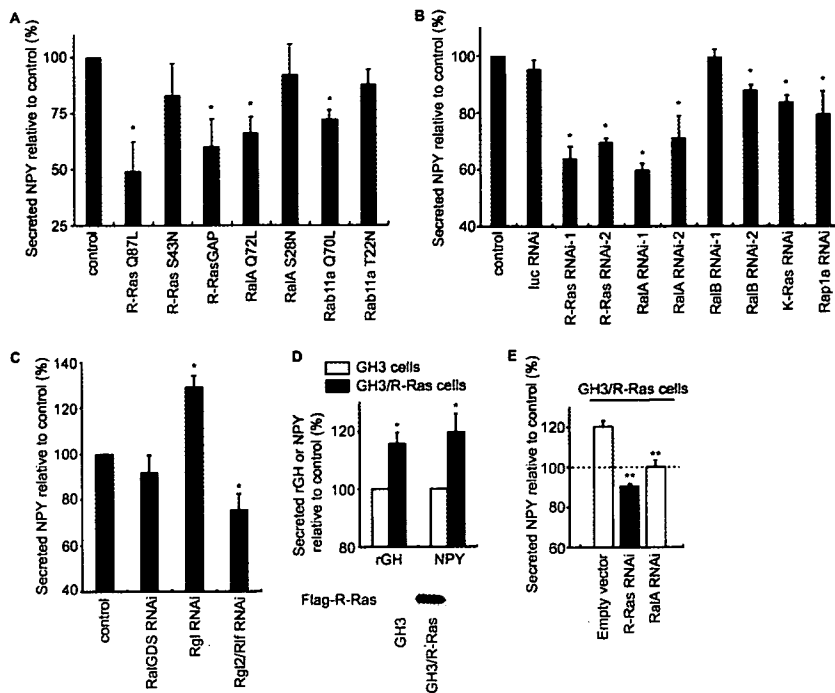 A
Secreted NPY relative to control (%)
100
75
50
25
*
*
*
*
control
R-Ras Q87L
R-Ras S43N
R-RasGAP
RalA Q72L
RalA S28N
Rab11a Q70L
Rab11a T22N
B
Secreted NPY relative to control (%)
100
80
60
40
*
*
*
*
*
*
*
control
luc RNAi
R-Ras RNAi-1
R-Ras RNAi-2
RalA RNAi-1
RalA RNAi-2
RalB RNAi-1
RalB RNAi-2
K-Ras RNAi
Rap1a RNAi
C
Secreted NPY relative to control (%)
140
120
100
80
60
40
*
*
control
RalGDS RNAi
Rgl RNAi
Rgl2/Rlf RNAi
D
GH3 cells
GH3/R-Ras cells
Secreted rGH or NPY
relative to control (%)
120
100
80
*
*
rGH
NPY
Flag-R-Ras
GH3
GH3/R-Ras
E
GH3/R-Ras cells
Secreted NPY relative to control (%)
120
100
80
60
**
**
Empty vector
R-Ras RNAi
RalA RNAi